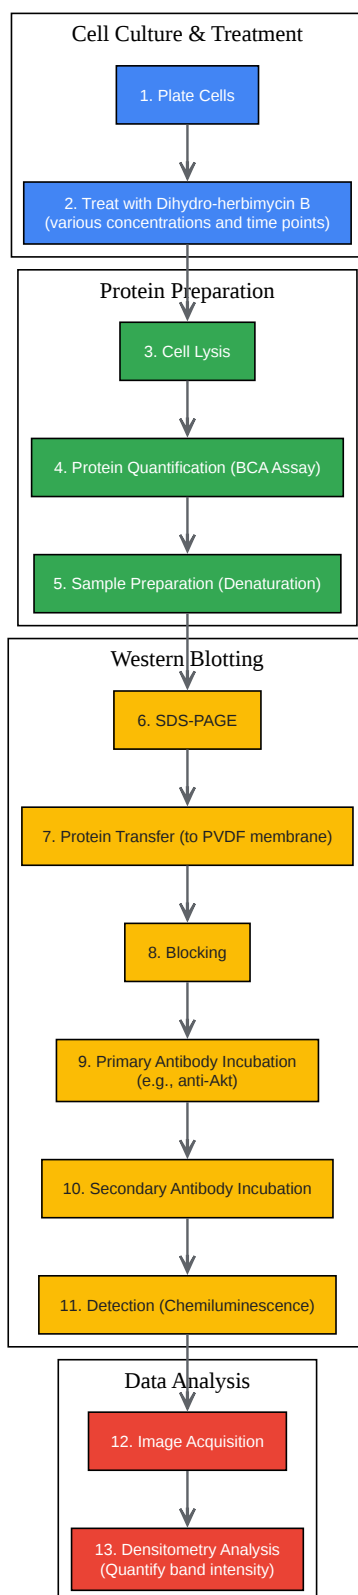 Cell Culture & Treatment
1. Plate Cells
2. Treat with Dihydro-herbimycin B
(various concentrations and time points)
Protein Preparation
3. Cell Lysis
4. Protein Quantification (BCA Assay)
5. Sample Preparation (Denaturation)
Western Blotting
6. SDS-PAGE
7. Protein Transfer (to PVDF membrane)
8. Blocking
9. Primary Antibody Incubation
(e.g., anti-Akt)
10. Secondary Antibody Incubation
11. Detection (Chemiluminescence)
Data Analysis
12. Image Acquisition
13. Densitometry Analysis
(Quantify band intensity)